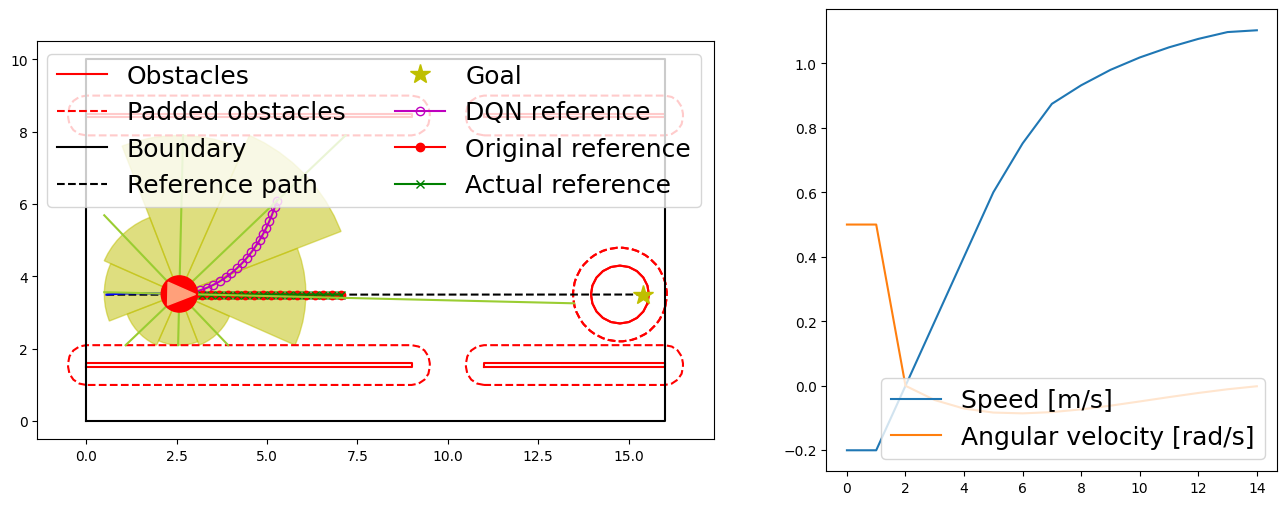 Obstacles
Padded obstacles
Boundary
Reference path
Goal
DQN reference
Original reference
Actual reference
10
8
6
4
2
0
0.0 2.5 5.0 7.5 10.0 12.5 15.0
1.0
0.8
0.6
0.4
0.2
0.0
−0.2
Speed [m/s]
Angular velocity [rad/s]
0 2 4 6 8 10 12 14